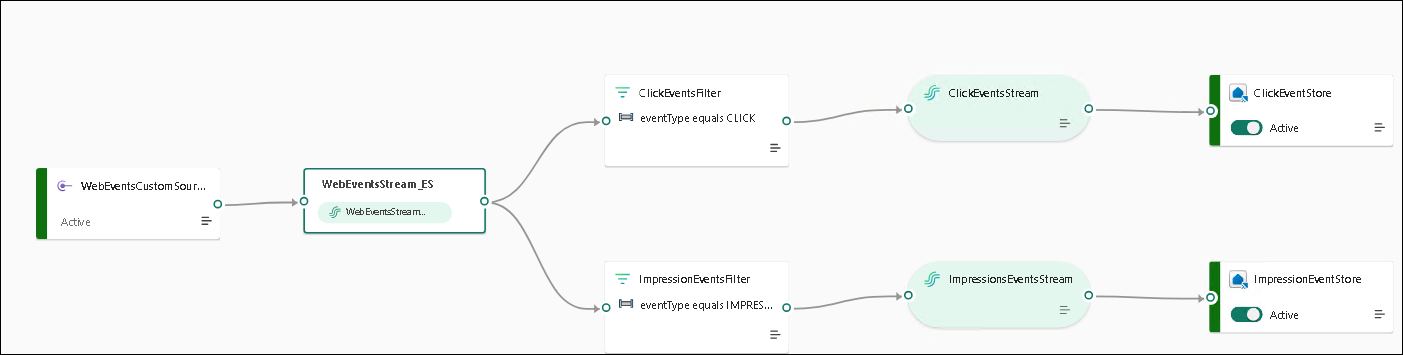 WebEventsCustomSour...
Active
WebEventsStream_ES
WebEventsStream...
ClickEventsFilter
eventType equals CLICK
ClickEventsStream
ClickEventStore
Active
ImpressionEventsFilter
eventType equals IMPRES...
ImpressionsEventsStream
ImpressionEventStore
Active